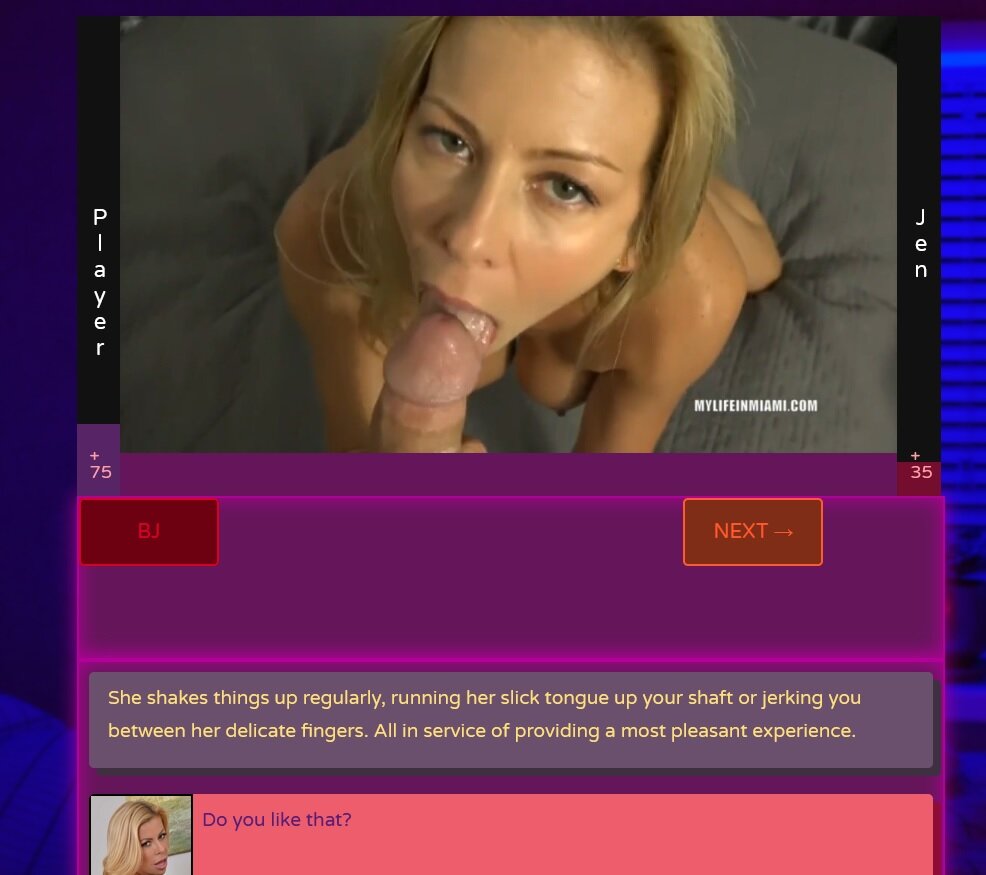 Player
Jen
MYLIFEINMIAMI.COM
+
75
+
35
BJ
NEXT →
She shakes things up regularly, running her slick tongue up your shaft or jerking you
between her delicate fingers. All in service of providing a most pleasant experience.
Do you like that?